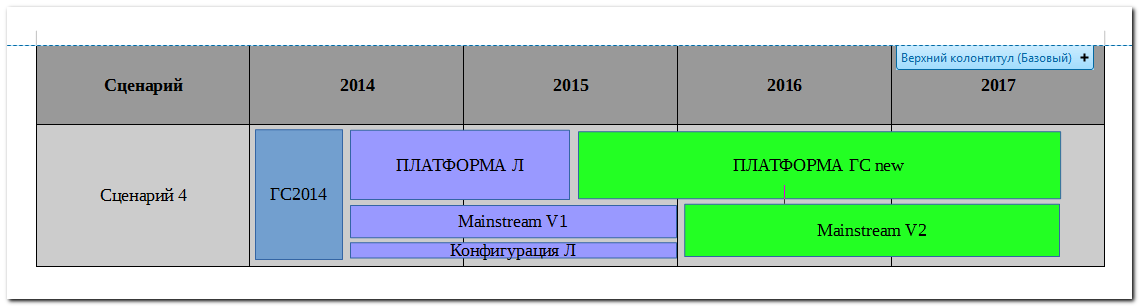 Верхний колонтитул (Базовый) +
Сценарий 2014 2015 2016 2017
Сценарий 4
ГС2014
ПЛАТФОРМА Л
ПЛАТФОРМА ГС new
Mainstream V1
Mainstream V2
Конфигурация Л